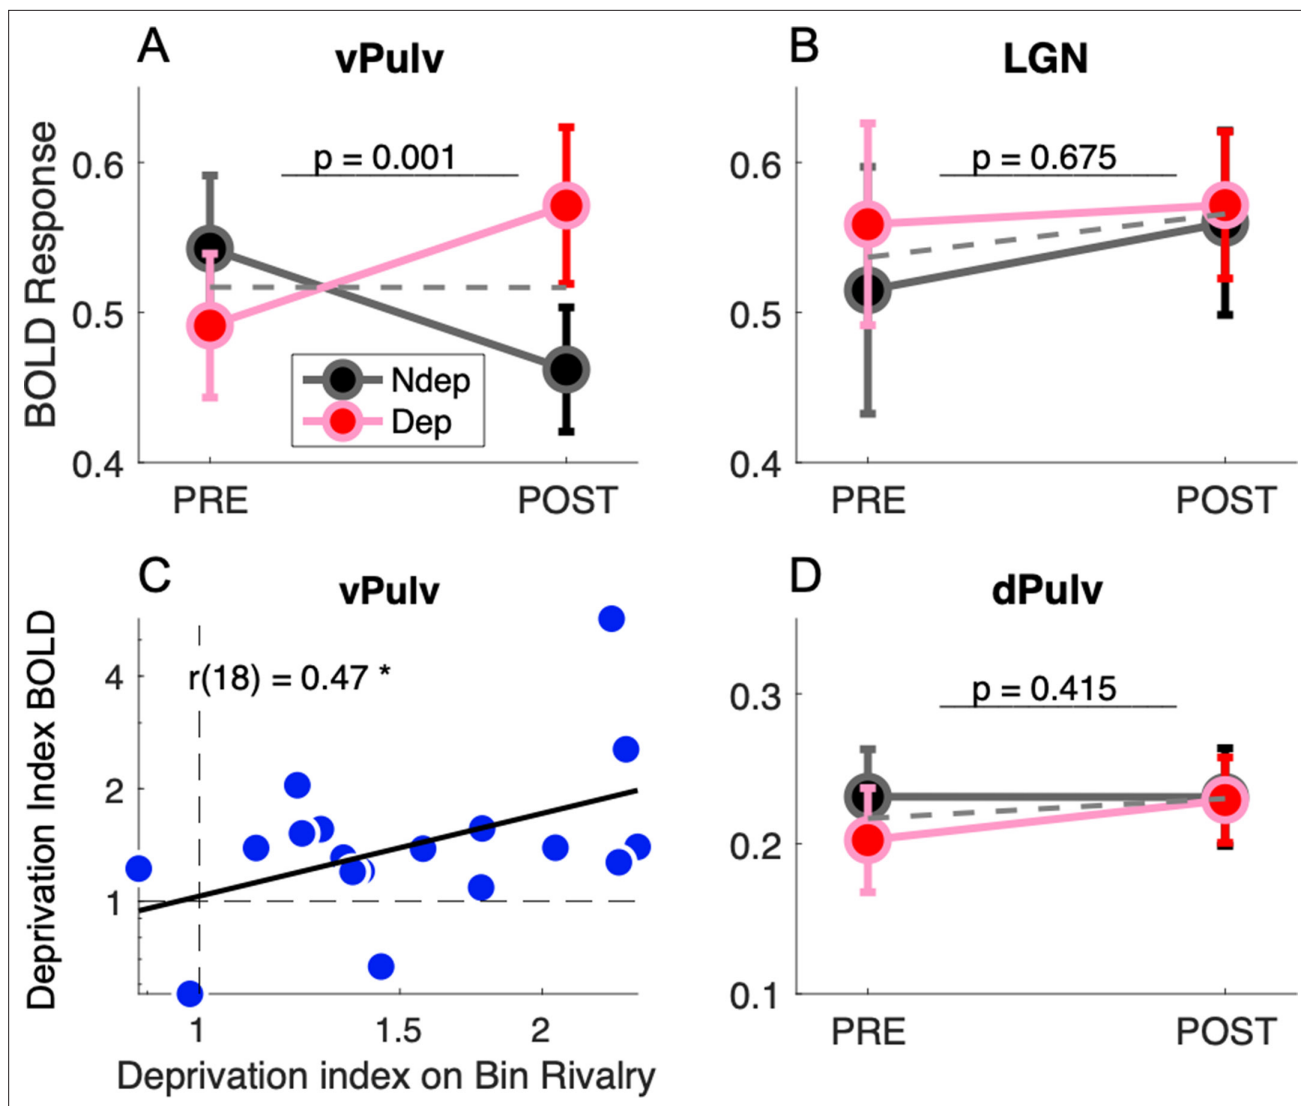 A
vPulv
BOLD Response
0.6
0.5
0.4
p = 0.001
Ndep
Dep
PRE
POST
B
LGN
0.6
0.5
0.4
p = 0.675
PRE
POST
C
vPulv
Deprivation Index BOLD
4
2
1
r(18) = 0.47 *
1
1.5
2
Deprivation index on Bin Rivalry
D
dPulv
0.3
0.2
0.1
p = 0.415
PRE
POST